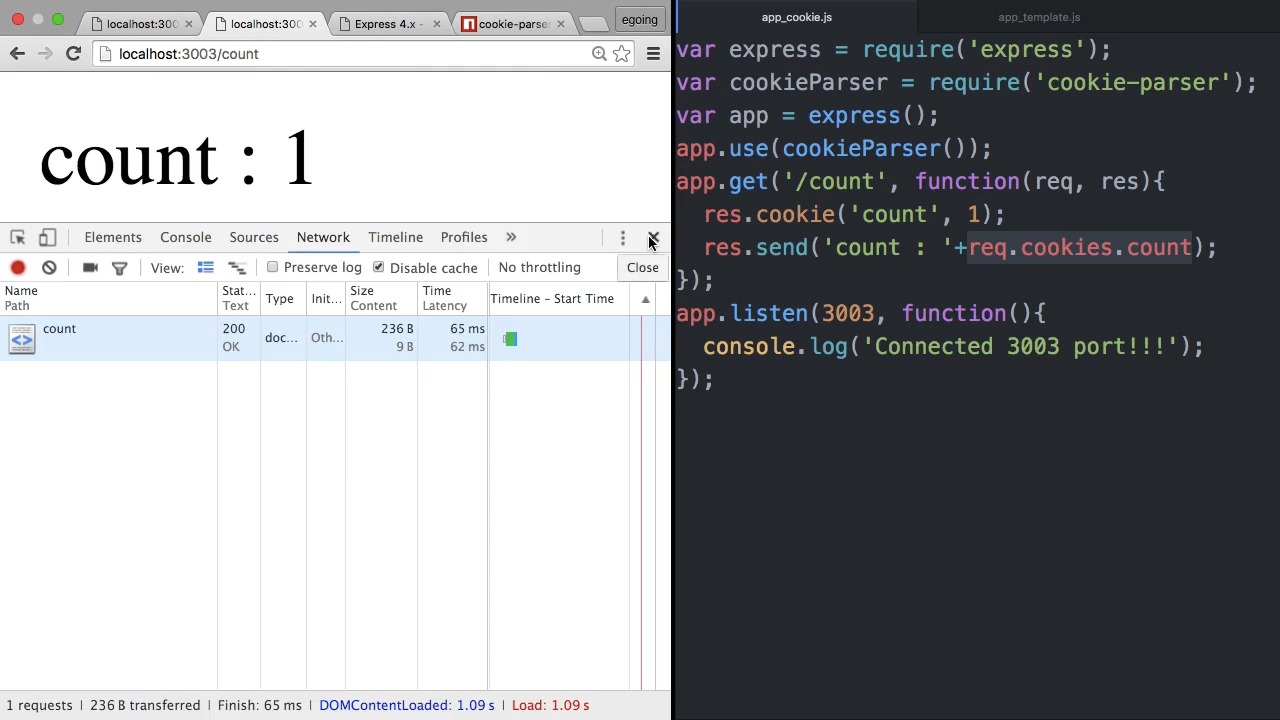 localhost:300
localhost:300
Express 4.x -
cookie-parser
egoing
localhost:3003/count
count : 1
Elements
Console
Sources
Network
Timeline
Profiles
»
View:
Preserve log
Disable cache
No throttling
Close
Name
Path
Stat...
Text
Type
Init...
Size
Content
Time
Latency
Timeline – Start Time
count
200
OK
doc...
Oth...
236 B
9 B
65 ms
62 ms
1 requests | 236 B transferred | Finish: 65 ms | DOMContentLoaded: 1.09 s | Load: 1.09 s
app_cookie.js
app_template.js
var express = require('express');
var cookieParser = require('cookie-parser');
var app = express();
app.use(cookieParser());
app.get('/count', function(req, res){
  res.cookie('count', 1);
  res.send('count : '+req.cookies.count);
});
app.listen(3003, function(){
  console.log('Connected 3003 port!!!');
});